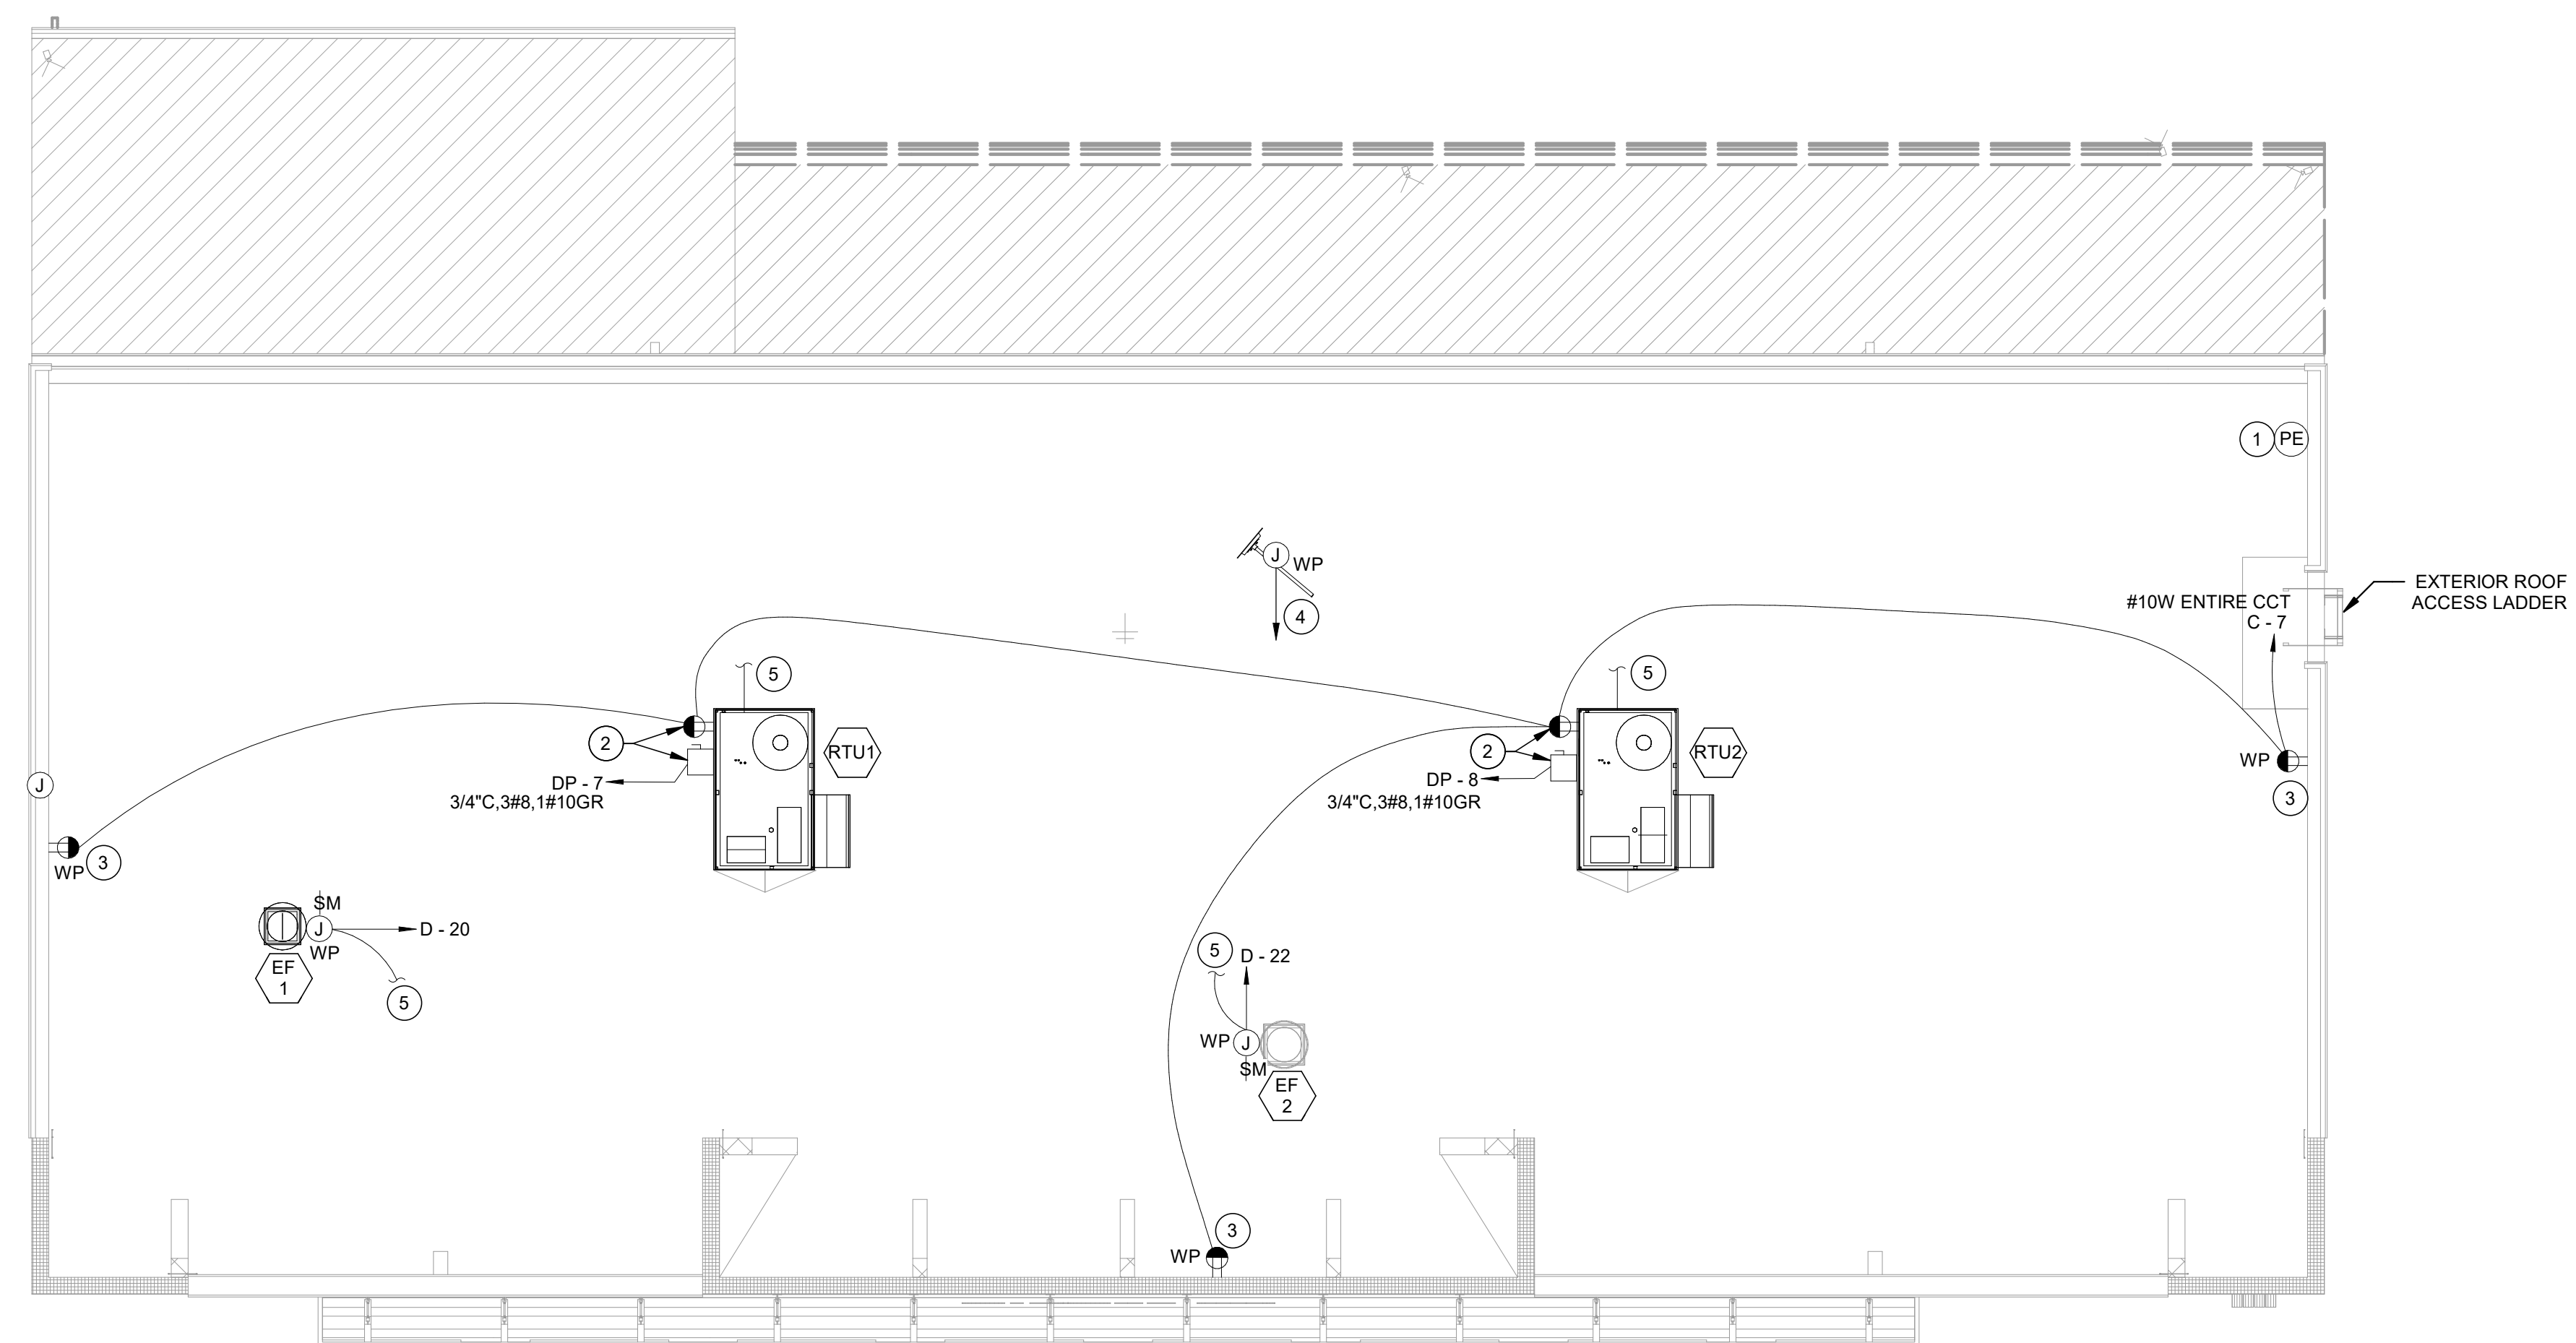 1 PE
J WP
4
EXTERIOR ROOF
ACCESS LADDER
#10W ENTIRE CCT
C - 7
5
5
2
RTU1
2
RTU2
WP
3
DP - 7
3/4"C,3#8,1#10GR
DP - 8
3/4"C,3#8,1#10GR
J
WP 3
SM
J D - 20
WP
EF
1
5
5 D - 22
WP J
SM
EF
2
3
WP